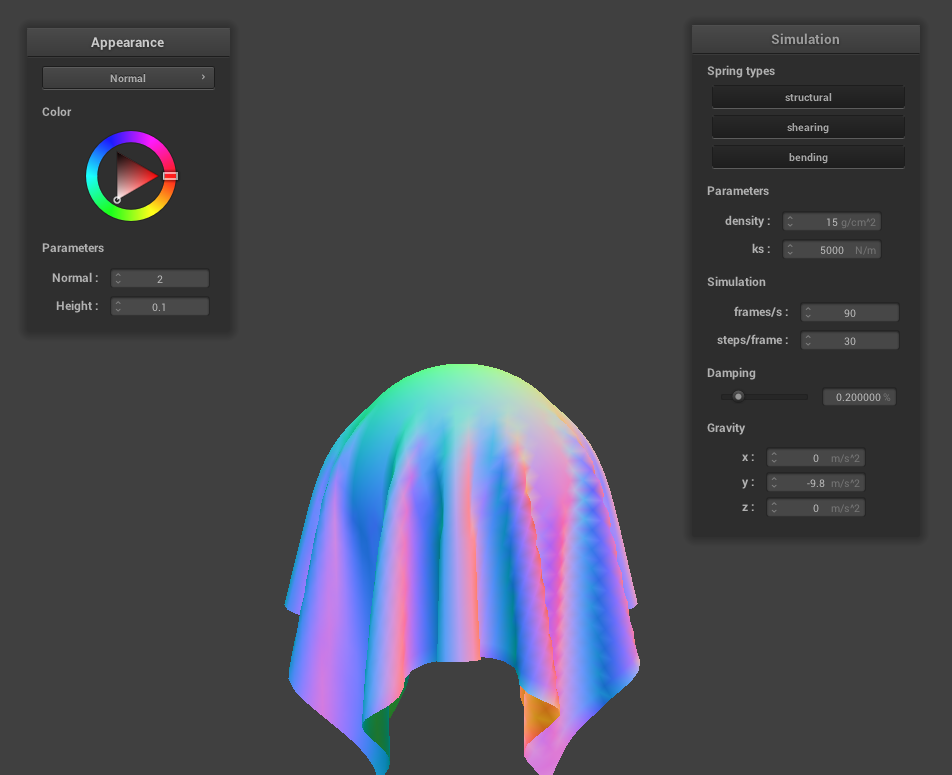 Appearance
Normal ›
Color
Parameters
Normal : 2
Height : 0.1
Simulation
Spring types
structural
shearing
bending
Parameters
density : 15 g/cm^2
ks : 5000 N/m
Simulation
frames/s : 90
steps/frame : 30
Damping
0.200000 %
Gravity
x : 0 m/s^2
y : -9.8 m/s^2
z : 0 m/s^2